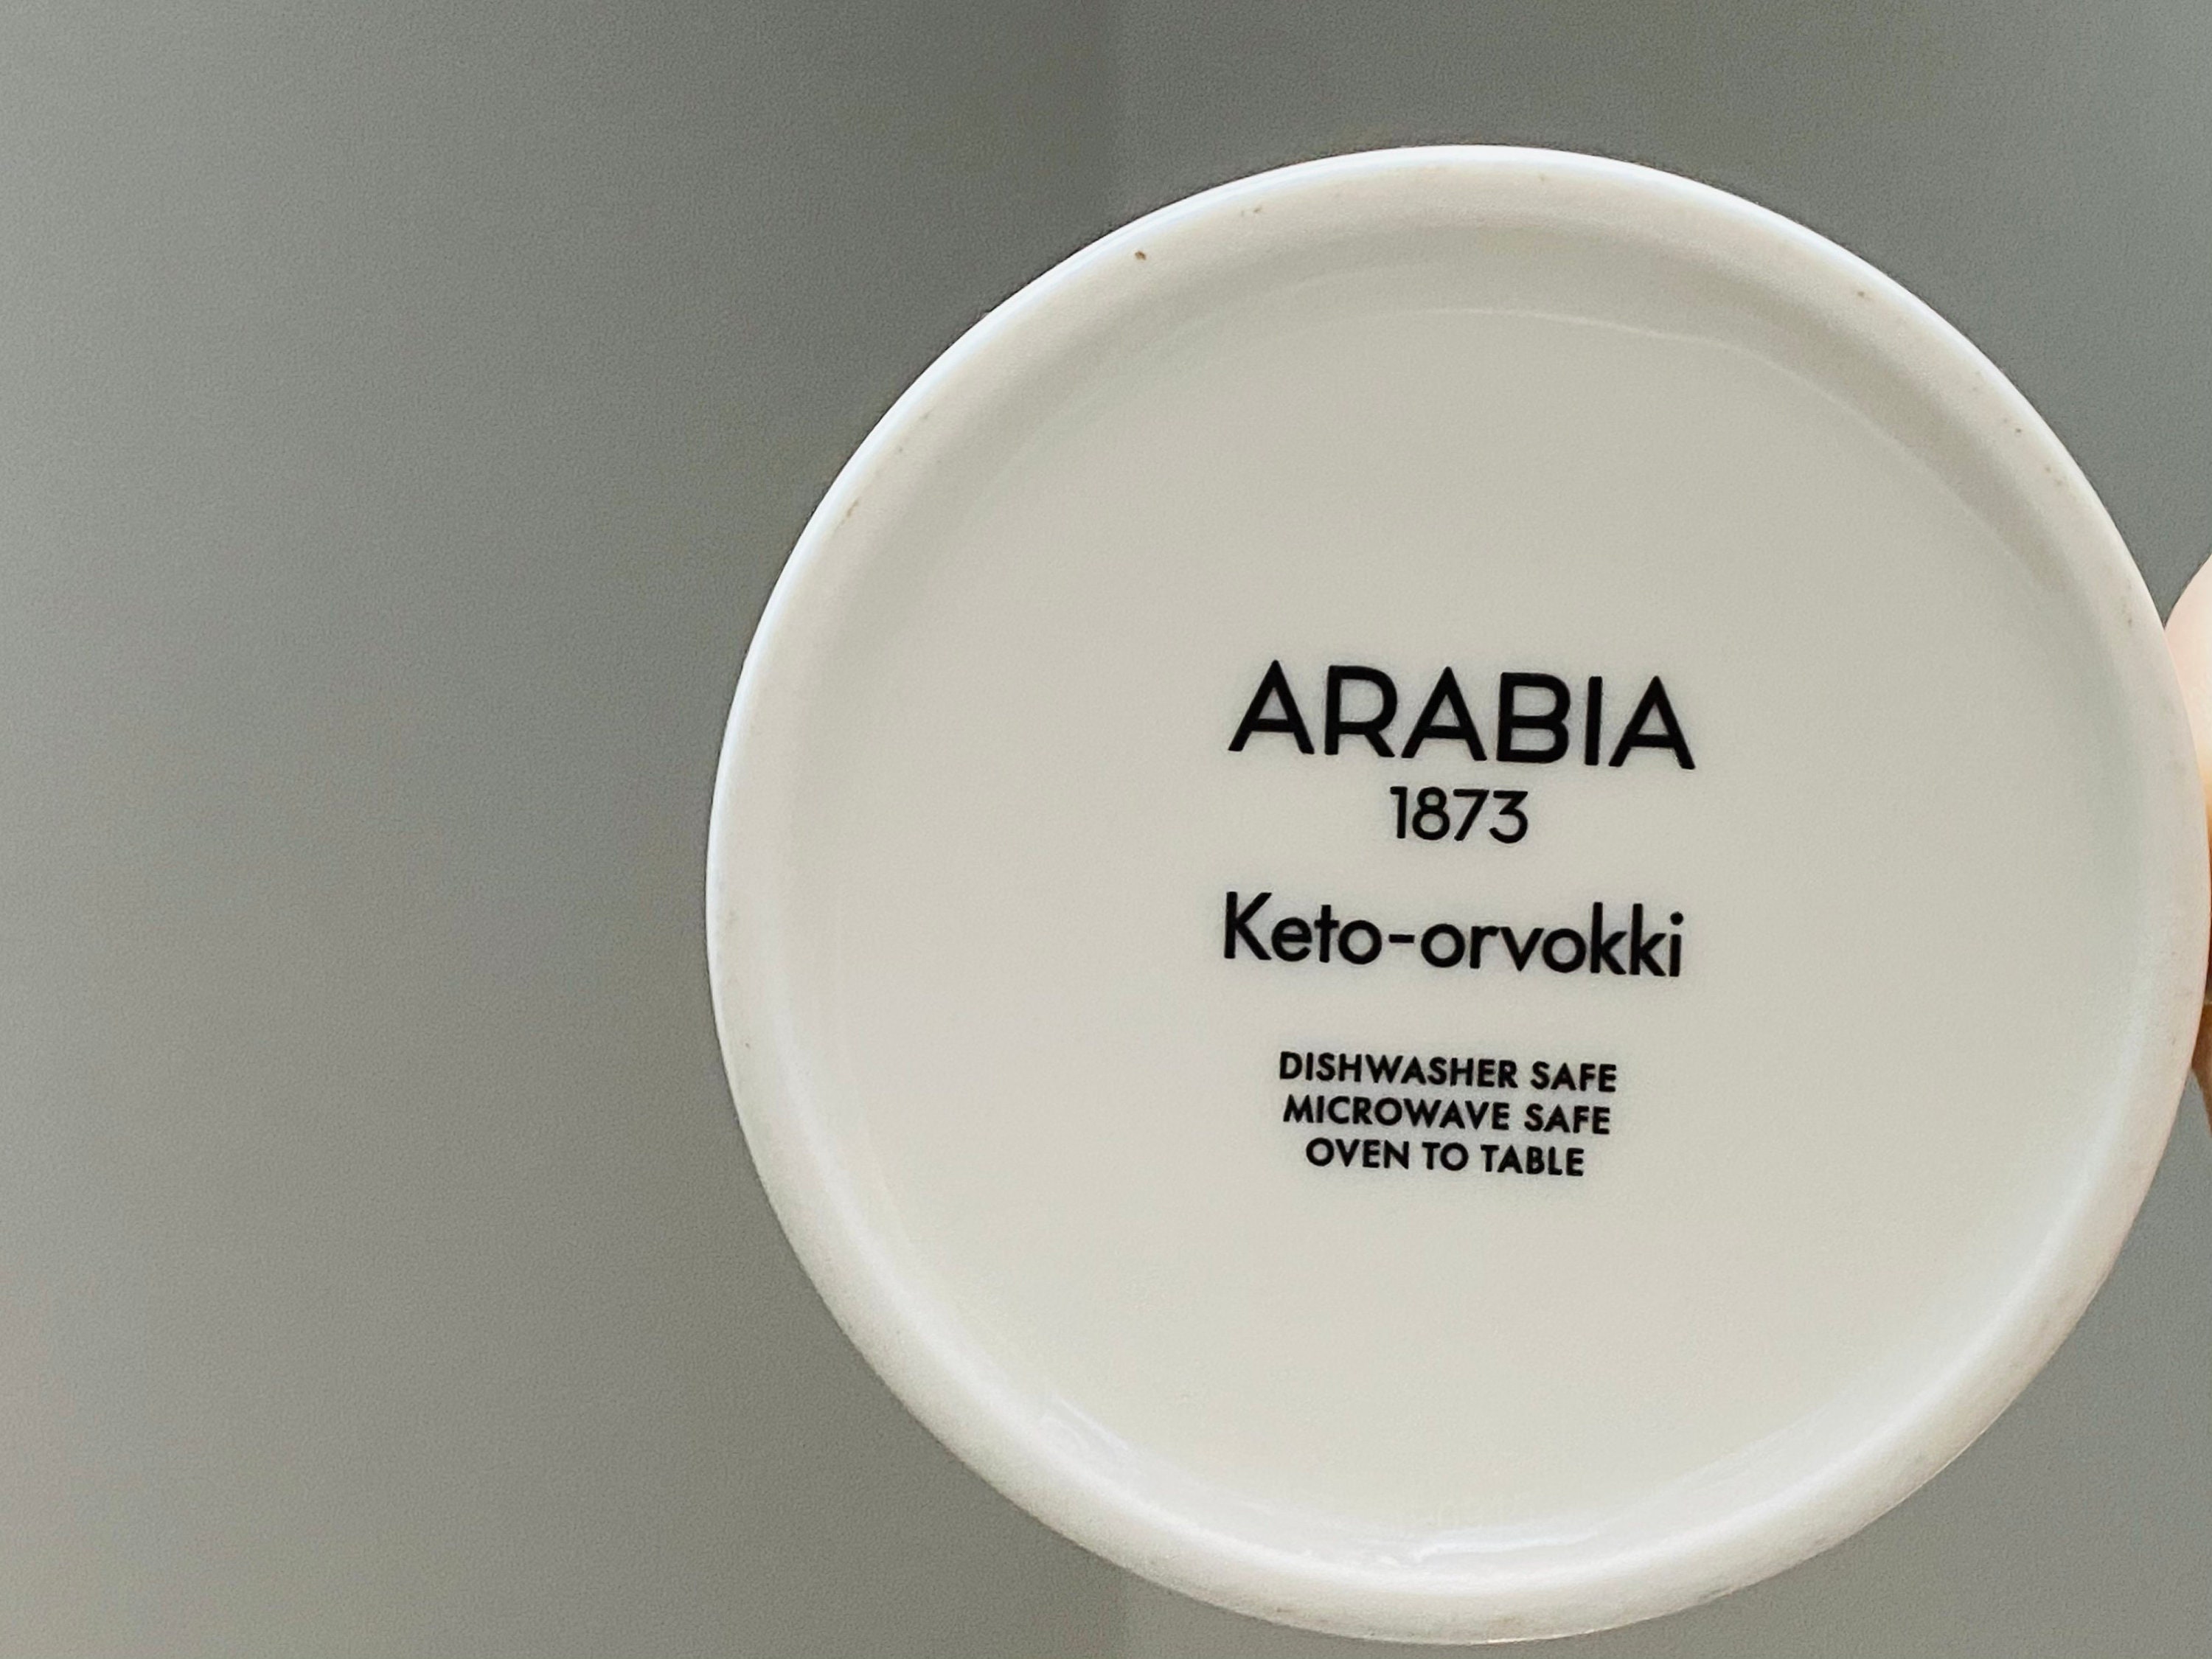 ARABIA
1873
Keto-orvokki
DISHWASHER SAFE
MICROWAVE SAFE
OVEN TO TABLE